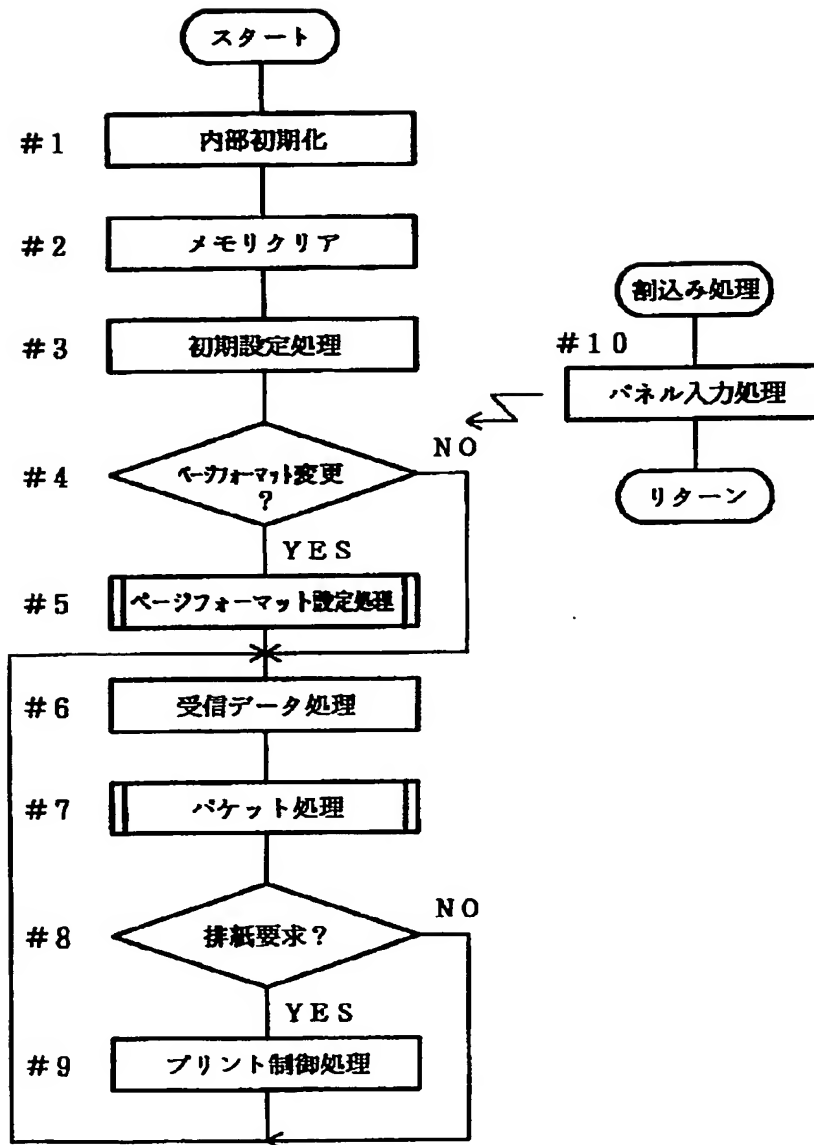 スタート
#1 内部初期化
#2 メモリクリア
#3 初期設定処理
#4 ページフォーマット変更
?
NO
YES
#5 ページフォーマット設定処理
#6 受信データ処理
#7 パケット処理
#8 排紙要求?
NO
YES
#9 プリント制御処理
割込み処理
#10
パネル入力処理
リターン